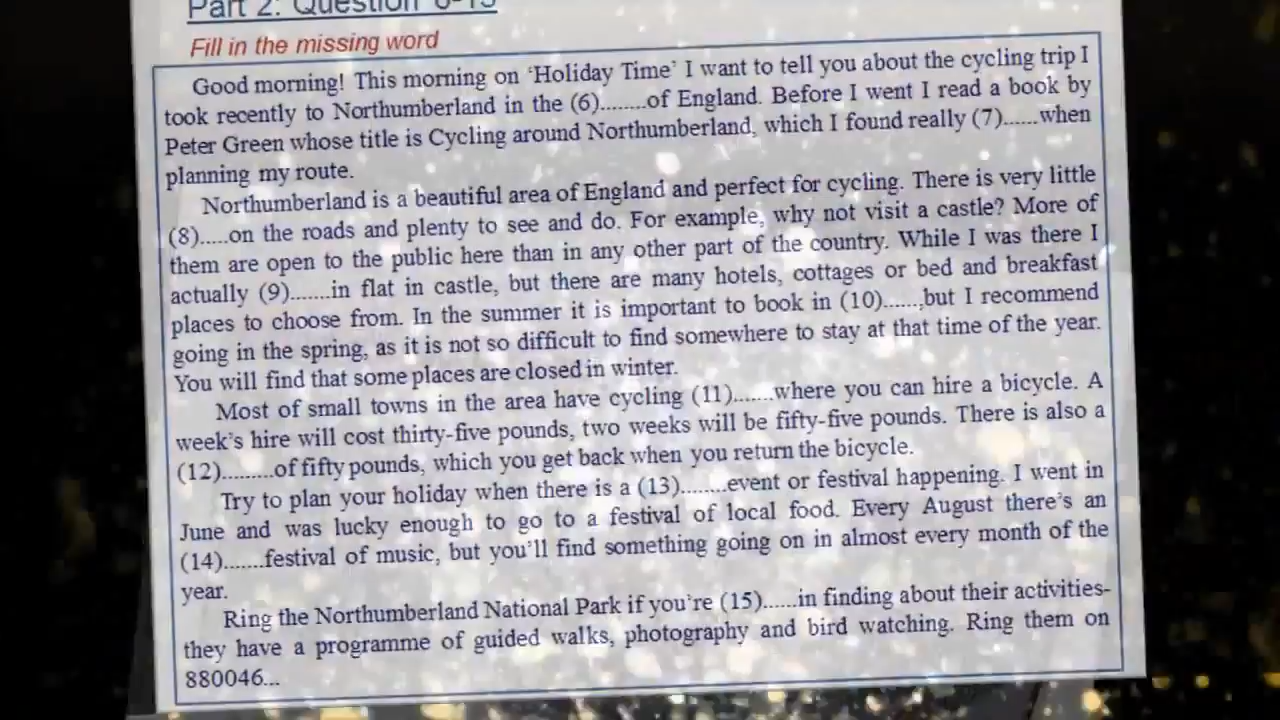 Part 2: Question 6-15
Fill in the missing word
Good morning! This morning on ‘Holiday Time’ I want to tell you about the cycling trip I
took recently to Northumberland in the (6)........of England. Before I went I read a book by
Peter Green whose title is Cycling around Northumberland, which I found really (7)......when
planning my route.
Northumberland is a beautiful area of England and perfect for cycling. There is very little
(8).....on the roads and plenty to see and do. For example, why not visit a castle? More of
them are open to the public here than in any other part of the country. While I was there I
actually (9).......in flat in castle, but there are many hotels, cottages or bed and breakfast
places to choose from. In the summer it is important to book in (10)......,but I recommend
going in the spring, as it is not so difficult to find somewhere to stay at that time of the year.
You will find that some places are closed in winter.
Most of small towns in the area have cycling (11).......where you can hire a bicycle. A
week’s hire will cost thirty-five pounds, two weeks will be fifty-five pounds. There is also a
(12).........of fifty pounds, which you get back when you return the bicycle.
Try to plan your holiday when there is a (13)........event or festival happening. I went in
June and was lucky enough to go to a festival of local food. Every August there’s an
(14).......festival of music, but you’ll find something going on in almost every month of the
year.
Ring the Northumberland National Park if you’re (15)......in finding about their activities-
they have a programme of guided walks, photography and bird watching. Ring them on
880046...